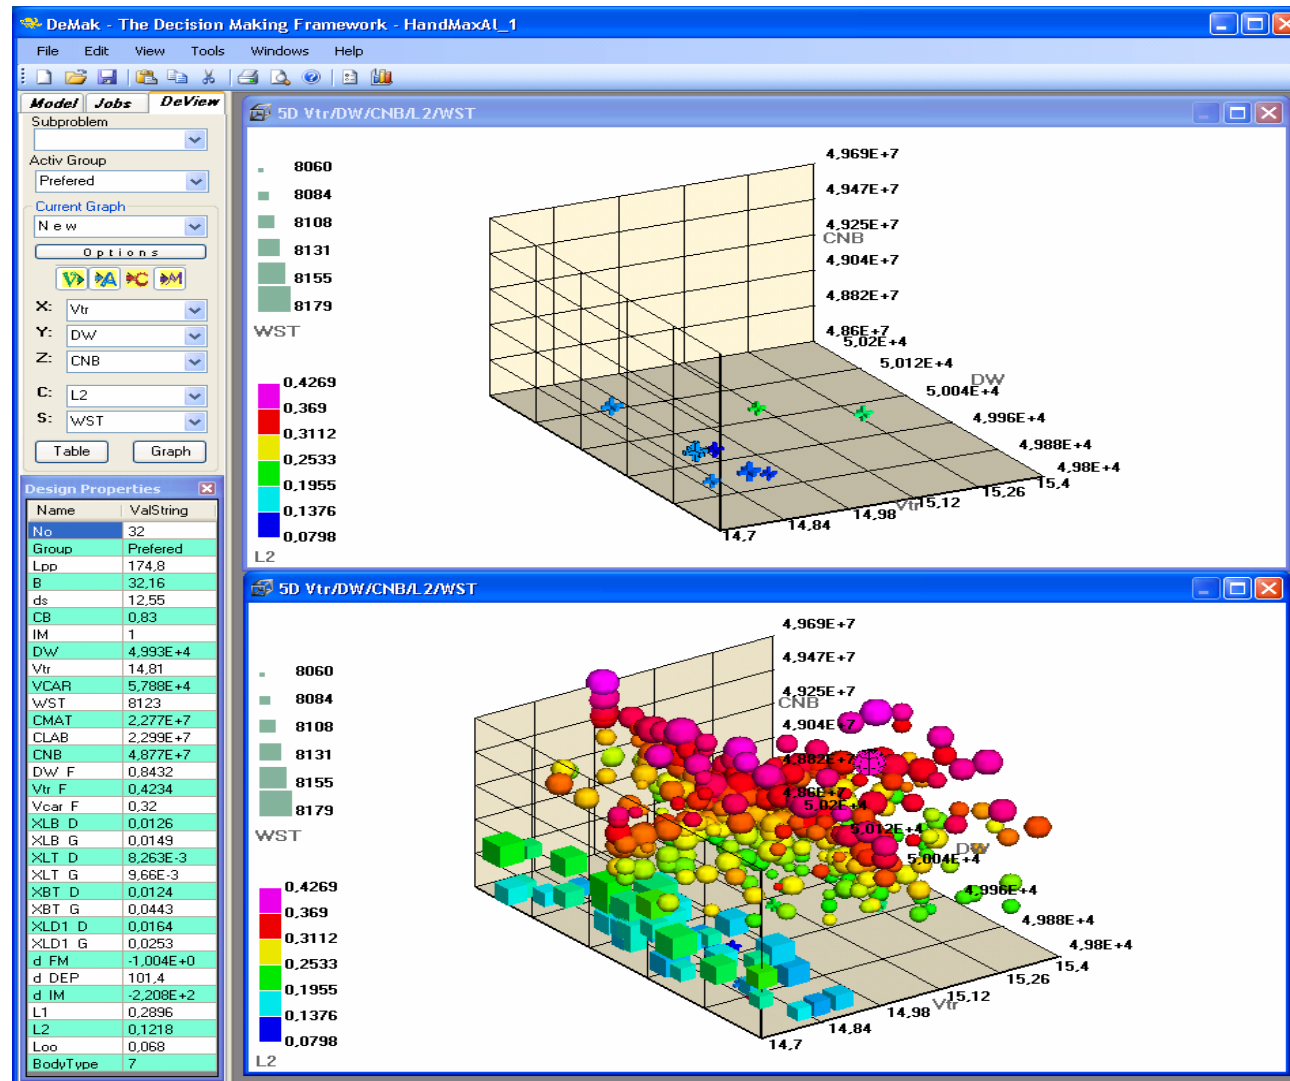 DeMak - The Decision Making Framework - HandMaxAl_1
File Edit View Tools Windows Help
Model Jobs DeView
Subproblem
Activ Group
Prefered
Current Graph
New
Options
V A C M
X: Vtr
Y: DW
Z: CNB
C: L2
S: WST
Table Graph
Design Properties
Name ValString
No 32
Group Prefered
Lpp 174,8
B 32,16
ds 12,55
CB 0,83
IM 1
DW 4,993E+4
Vtr 14,81
VCAR 5,788E+4
WST 8123
CMAT 2,277E+7
CLAB 2,299E+7
CNB 4,877E+7
DW F 0,8432
Vtr F 0,4234
Vcar F 0,32
XLB D 0,0126
XLB G 0,0149
XLT D 8,263E-3
XLT G 9,66E-3
XBT D 0,0124
XBT G 0,0443
XLD1 D 0,0164
XLD1 G 0,0253
d FM -1,004E+0
d DEP 101,4
d IM -2,208E+2
L1 0,2896
L2 0,1218
Loo 0,068
BodyType 7
5D Vtr/DW/CNB/L2/WST
8060
8084
8108
8131
8155
8179
WST
0,4269
0,369
0,3112
0,2533
0,1955
0,1376
0,0798
L2
4,969E+7
4,947E+7
4,925E+7
CNB
4,904E+7
4,882E+7
4,86E+7
5,02E+4
5,012E+4
DW
5,004E+4
4,996E+4
4,988E+4
4,98E+4
15,4
15,26
15,12
Vtr
14,98
14,84
14,7
5D Vtr/DW/CNB/L2/WST
8060
8084
8108
8131
8155
8179
WST
0,4269
0,369
0,3112
0,2533
0,1955
0,1376
0,0798
L2
4,969E+7
4,947E+7
4,925E+7
CNB
4,904E+7
4,882E+7
4,86E+7
5,02E+4
5,012E+4
DW
5,004E+4
4,996E+4
4,988E+4
4,98E+4
15,4
15,26
15,12
Vtr
14,98
14,84
14,7